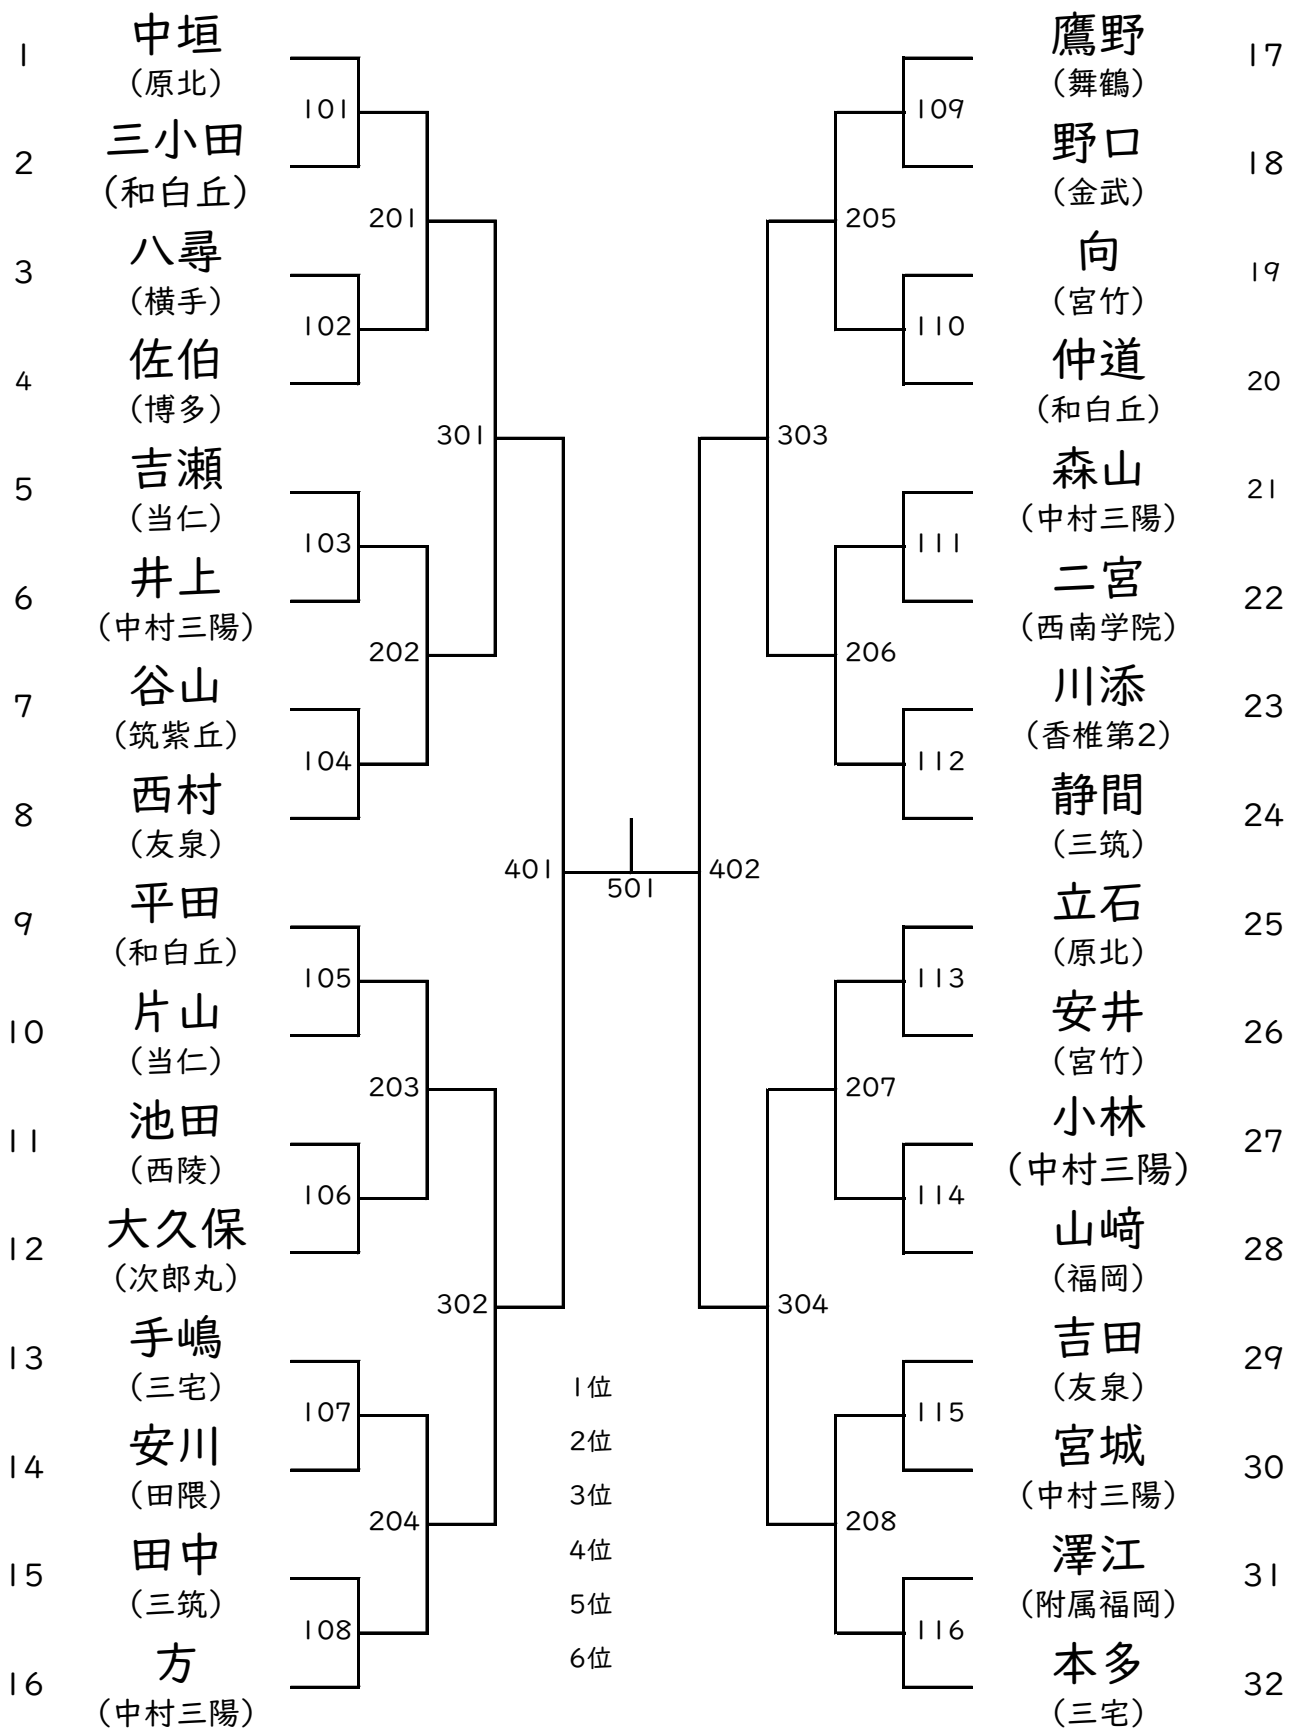 1
中垣
(原北)
2
三小田
(和白丘)
3
八尋
(横手)
4
佐伯
(博多)
5
吉瀬
(当仁)
6
井上
(中村三陽)
7
谷山
(筑紫丘)
8
西村
(友泉)
9
平田
(和白丘)
10
片山
(当仁)
11
池田
(西陵)
12
大久保
(次郎丸)
13
手嶋
(三宅)
14
安川
(田隈)
15
田中
(三筑)
16
方
(中村三陽)
101
102
103
104
105
106
107
108
201
202
203
204
301
302
401
501
402
303
304
205
206
207
208
109
110
111
112
113
114
115
116
1位
2位
3位
4位
5位
6位
鷹野
(舞鶴)
17
野口
(金武)
18
向
(宮竹)
19
仲道
(和白丘)
20
森山
(中村三陽)
21
二宮
(西南学院)
22
川添
(香椎第2)
23
静間
(三筑)
24
立石
(原北)
25
安井
(宮竹)
26
小林
(中村三陽)
27
山﨑
(福岡)
28
吉田
(友泉)
29
宮城
(中村三陽)
30
澤江
(附属福岡)
31
本多
(三宅)
32